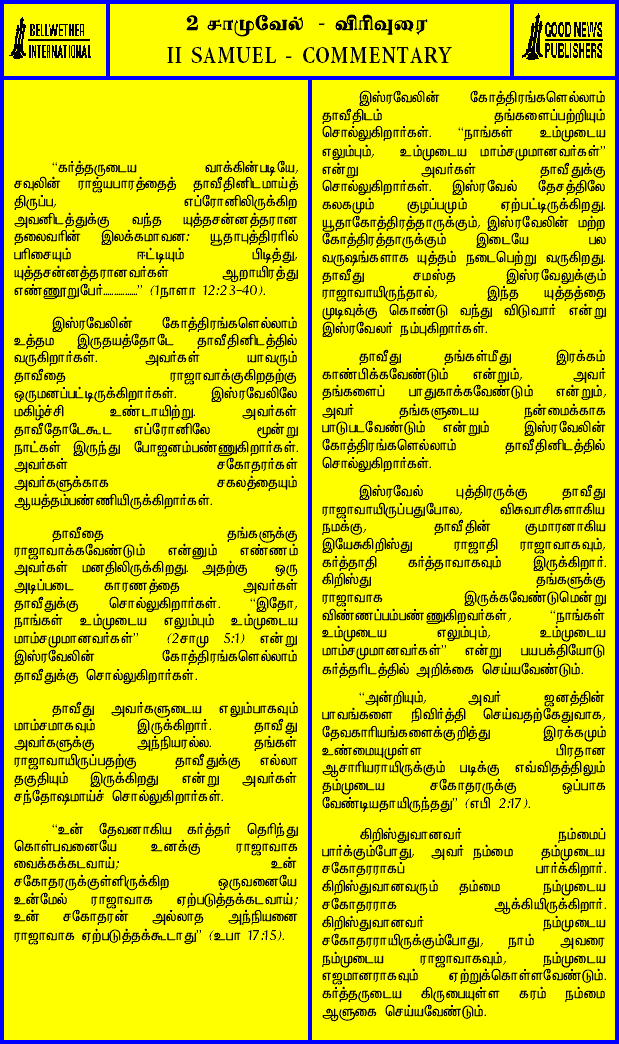 BELLWETHER
INTERNATIONAL
2 சாமுவேல் - விரிவுரை
II SAMUEL - COMMENTARY
GOOD NEWS
PUBLISHERS
“கர்த்தருடைய வாக்கின்படியே,
சவுலின் ராஜ்யபாரத்தைத் தாவீதினிடமாய்த்
திருப்ப, எப்ரோனிலிருக்கிற
அவனிடத்துக்கு வந்த யுத்தசன்னத்தரான
தலைவரின் இலக்கமாவன: யூதாபுத்திரரில்
பரிசையும் ஈட்டியும் பிடித்து,
யுத்தசன்னத்தரானவர்கள் ஆறாயிரத்து
எண்ணூறுபேர்...............” (1நாளா 12:23-40).
இஸ்ரவேலின் கோத்திரங்களெல்லாம்
உத்தம இருதயத்தோடே தாவீதினிடத்தில்
வருகிறார்கள். அவர்கள் யாவரும்
தாவீதை ராஜாவாக்குகிறதற்கு
ஒருமனப்பட்டிருக்கிறார்கள். இஸ்ரவேலிலே
மகிழ்ச்சி உண்டாயிற்று. அவர்கள்
தாவீதோடேகூட எப்ரோனிலே மூன்று
நாட்கள் இருந்து போஜனம்பண்ணுகிறார்கள்.
அவர்கள் சகோதரர்கள்
அவர்களுக்காக சகலத்தையும்
ஆயத்தம்பண்ணியிருக்கிறார்கள்.
தாவீதை தங்களுக்கு
ராஜாவாக்கவேண்டும் என்னும் எண்ணம்
அவர்கள் மனதிலிருக்கிறது. அதற்கு ஒரு
அடிப்படை காரணத்தை அவர்கள்
தாவீதுக்கு சொல்லுகிறார்கள். “இதோ,
நாங்கள் உம்முடைய எலும்பும் உம்முடைய
மாம்சமுமானவர்கள்” (2சாமு 5:1) என்று
இஸ்ரவேலின் கோத்திரங்களெல்லாம்
தாவீதுக்கு சொல்லுகிறார்கள்.
தாவீது அவர்களுடைய எலும்பாகவும்
மாம்சமாகவும் இருக்கிறார். தாவீது
அவர்களுக்கு அந்நியரல்ல. தங்கள்
ராஜாவாயிருப்பதற்கு தாவீதுக்கு எல்லா
தகுதியும் இருக்கிறது என்று அவர்கள்
சந்தோஷமாய்ச் சொல்லுகிறார்கள்.
“உன் தேவனாகிய கர்த்தர் தெரிந்து
கொள்பவனையே உனக்கு ராஜாவாக
வைக்கக்கடவாய்; உன்
சகோதரருக்குள்ளிருக்கிற ஒருவனையே
உன்மேல் ராஜாவாக ஏற்படுத்தக்கடவாய்;
உன் சகோதரன் அல்லாத அந்நியனை
ராஜாவாக ஏற்படுத்தக்கூடாது” (உபா 17:15).
இஸ்ரவேலின் கோத்திரங்களெல்லாம்
தாவீதிடம் தங்களைப்பற்றியும்
சொல்லுகிறார்கள். “நாங்கள் உம்முடைய
எலும்பும், உம்முடைய மாம்சமுமானவர்கள்”
என்று அவர்கள் தாவீதுக்கு
சொல்லுகிறார்கள். இஸ்ரவேல் தேசத்திலே
கலகமும் குழப்பமும் ஏற்பட்டிருக்கிறது.
யூதாகோத்திரத்தாருக்கும், இஸ்ரவேலின் மற்ற
கோத்திரத்தாருக்கும் இடையே பல
வருஷங்களாக யுத்தம் நடைபெற்று வருகிறது.
தாவீது சமஸ்த இஸ்ரவேலுக்கும்
ராஜாவாயிருந்தால், இந்த யுத்தத்தை
முடிவுக்கு கொண்டு வந்து விடுவார் என்று
இஸ்ரவேலர் நம்புகிறார்கள்.
தாவீது தங்கள்மீது இரக்கம்
காண்பிக்கவேண்டும் என்றும், அவர்
தங்களைப் பாதுகாக்கவேண்டும் என்றும்,
அவர் தங்களுடைய நன்மைக்காக
பாடுபடவேண்டும் என்றும் இஸ்ரவேலின்
கோத்திரங்களெல்லாம் தாவீதினிடத்தில்
சொல்லுகிறார்கள்.
இஸ்ரவேல் புத்திரருக்கு தாவீது
ராஜாவாயிருப்பதுபோல, விசுவாசிகளாகிய
நமக்கு, தாவீதின் குமாரனாகிய
இயேசுகிறிஸ்து ராஜாதி ராஜாவாகவும்,
கர்த்தாதி கர்த்தாவாகவும் இருக்கிறார்.
கிறிஸ்து தங்களுக்கு
ராஜாவாக இருக்கவேண்டுமென்று
விண்ணப்பம்பண்ணுகிறவர்கள், “நாங்கள்
உம்முடைய எலும்பும், உம்முடைய
மாம்சமுமானவர்கள்” என்று பயபக்தியோடு
கர்த்தரிடத்தில் அறிக்கை செய்யவேண்டும்.
“அன்றியும், அவர் ஜனத்தின்
பாவங்களை நிவிர்த்தி செய்வதற்கேதுவாக,
தேவகாரியங்களைக்குறித்து இரக்கமும்
உண்மையுமுள்ள பிரதான
ஆசாரியராயிருக்கும் படிக்கு எவ்விதத்திலும்
தம்முடைய சகோதரருக்கு ஒப்பாக
வேண்டியதாயிருந்தது” (எபி 2:17).
கிறிஸ்துவானவர் நம்மைப்
பார்க்கும்போது, அவர் நம்மை தம்முடைய
சகோதரராகப் பார்க்கிறார்.
கிறிஸ்துவானவரும் தம்மை நம்முடைய
சகோதரராக ஆக்கியிருக்கிறார்.
கிறிஸ்துவானவர் நம்முடைய
சகோதரராயிருக்கும்போது, நாம் அவரை
நம்முடைய ராஜாவாகவும், நம்முடைய
எஜமானராகவும் ஏற்றுக்கொள்ளவேண்டும்.
கர்த்தருடைய கிருபையுள்ள கரம் நம்மை
ஆளுகை செய்யவேண்டும்.